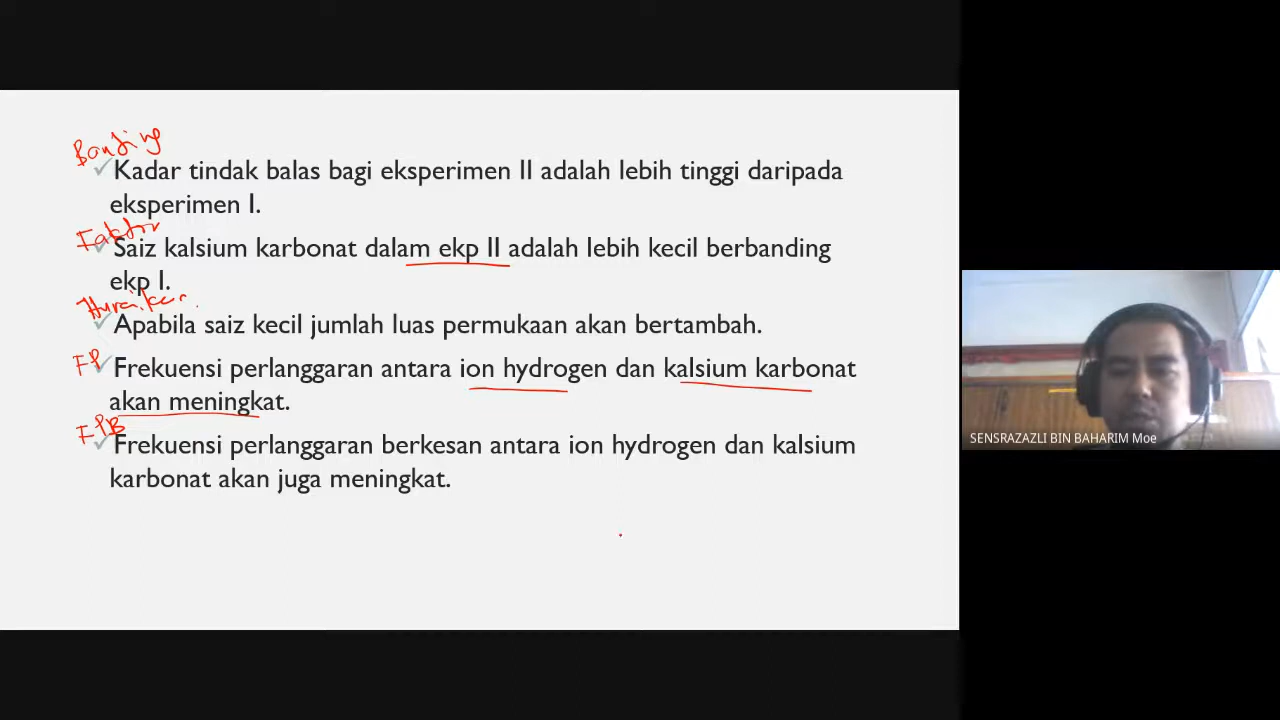 Banding
Kadar tindak balas bagi eksperimen II adalah lebih tinggi daripada
eksperimen I.
Faktor
Saiz kalsium karbonat dalam ekp II adalah lebih kecil berbanding
ekp I.
Huraikan
Apabila saiz kecil jumlah luas permukaan akan bertambah.
FP
Frekuensi perlanggaran antara ion hydrogen dan kalsium karbonat
akan meningkat.
FPB
Frekuensi perlanggaran berkesan antara ion hydrogen dan kalsium
karbonat akan juga meningkat.
SENSRAZAZLI BIN BAHARIM Moe